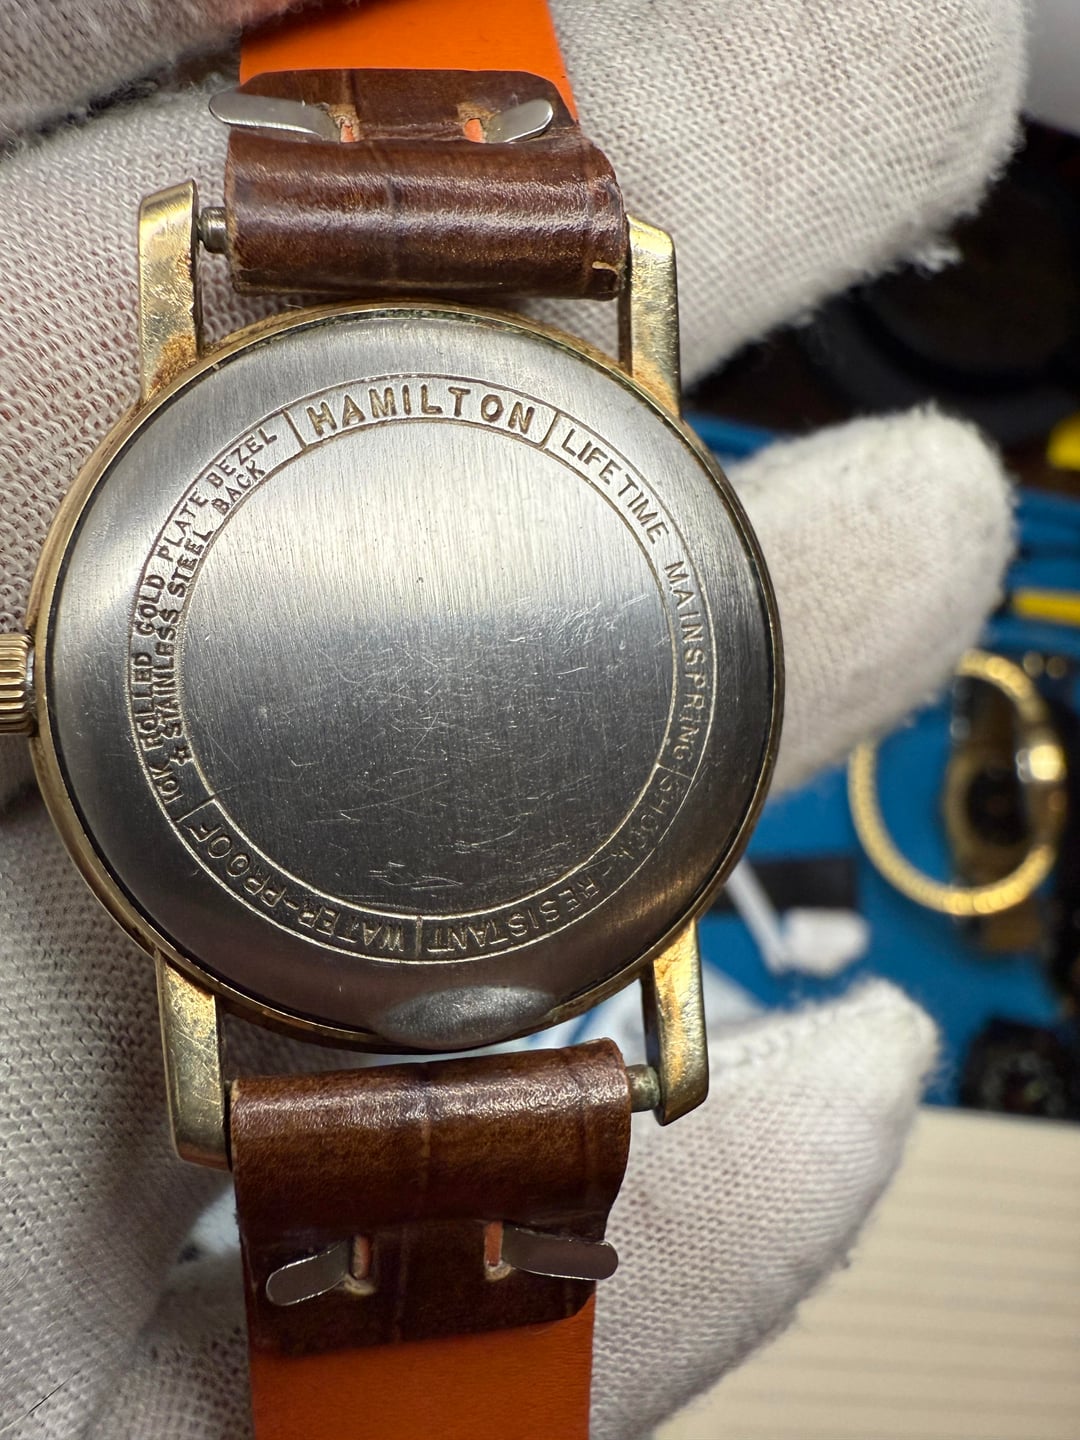 HAMILTON
LIFETIME MAINSPRING
SHOCK-RESISTANT
WATER-PROOF
10K ROLLED GOLD PLATE BEZEL
& STAINLESS STEEL BACK